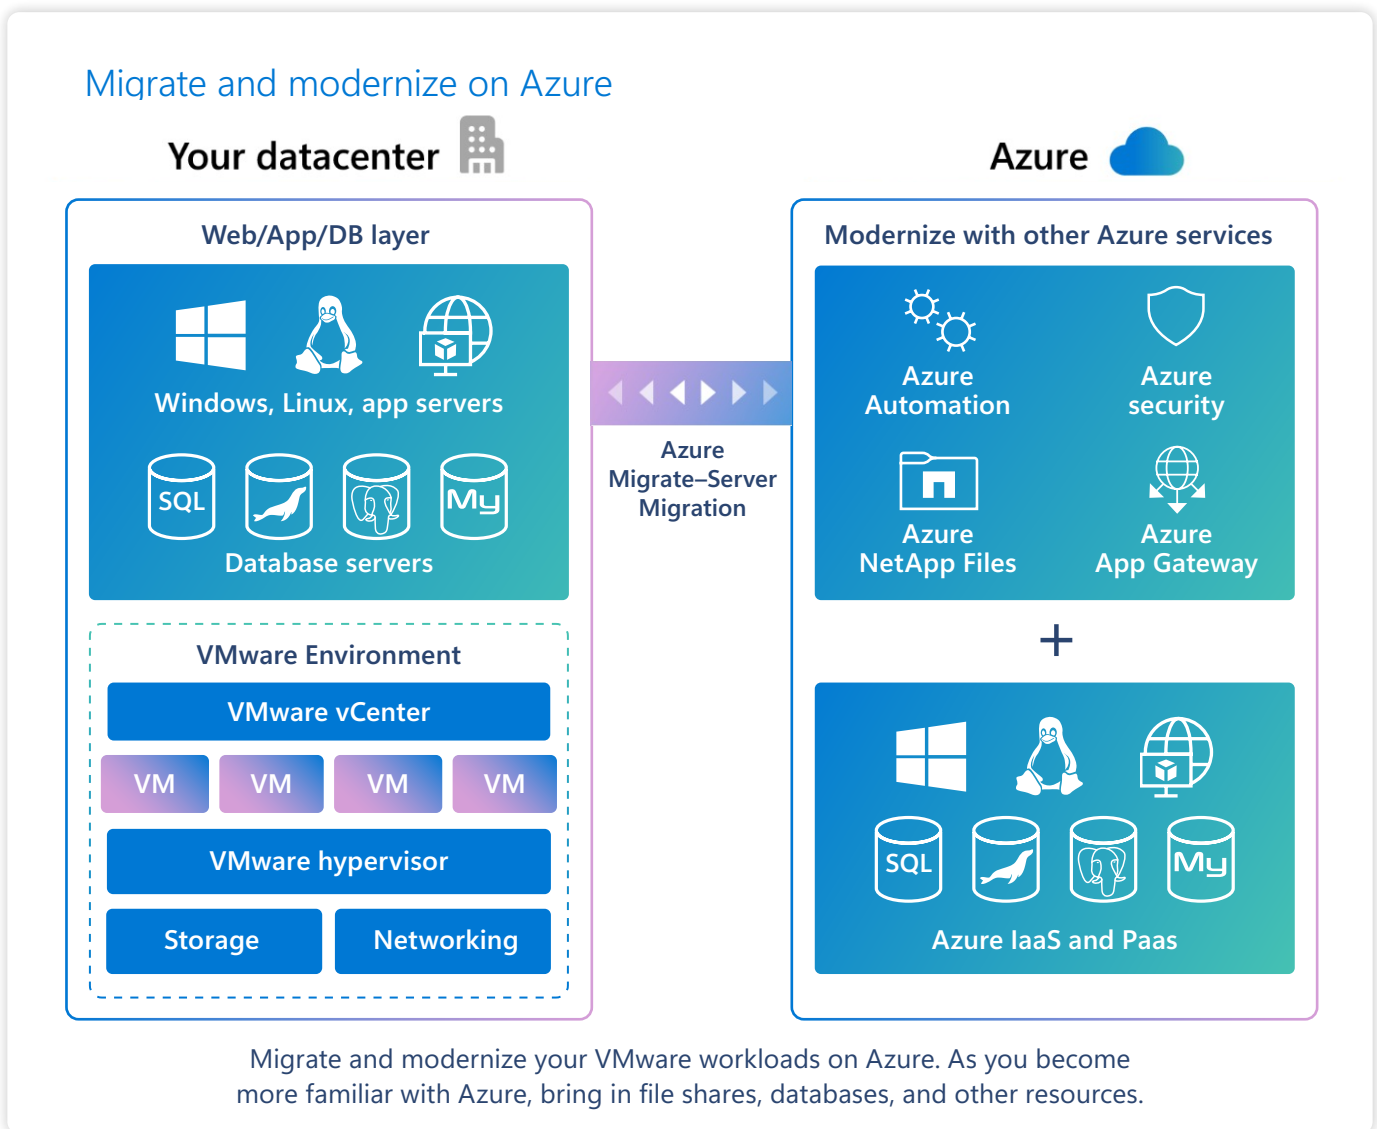 Migrate and modernize on Azure
Your datacenter
Azure
Web/App/DB layer
Windows, Linux, app servers
SQL
My
Database servers
VMware Environment
VMware vCenter
VM VM VM VM
VMware hypervisor
Storage Networking
Azure
Migrate–Server
Migration
Modernize with other Azure services
Azure
Automation
Azure
security
Azure
NetApp Files
Azure
App Gateway
+
SQL
My
Azure IaaS and Paas
Migrate and modernize your VMware workloads on Azure. As you become
more familiar with Azure, bring in file shares, databases, and other resources.